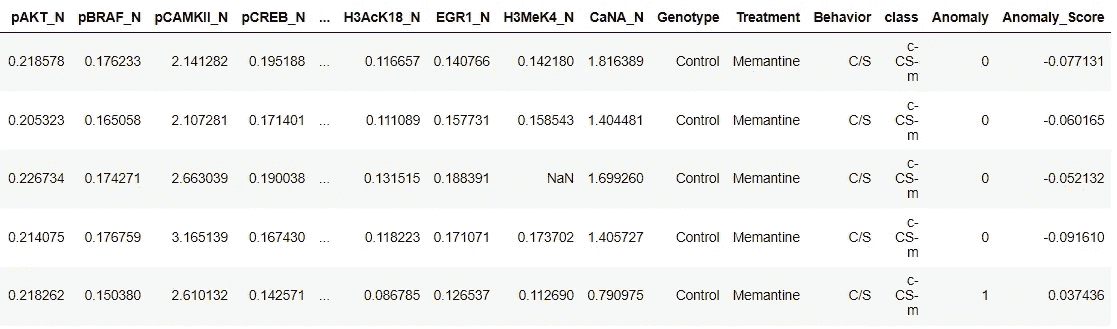 pAKT_N pBRAF_N pCAMKII_N pCREB_N ... H3AcK18_N EGR1_N H3MeK4_N CaNA_N Genotype Treatment Behavior class Anomaly Anomaly_Score
0.218578 0.176233 2.141282 0.195188 ... 0.116657 0.140766 0.142180 1.816389 Control Memantine C/S c-CS-m 0 -0.077131
0.205323 0.165058 2.107281 0.171401 ... 0.111089 0.157731 0.158543 1.404481 Control Memantine C/S c-CS-m 0 -0.060165
0.226734 0.174271 2.663039 0.190038 ... 0.131515 0.188391 NaN 1.699260 Control Memantine C/S c-CS-m 0 -0.052132
0.214075 0.176759 3.165139 0.167430 ... 0.118223 0.171071 0.173702 1.405727 Control Memantine C/S c-CS-m 0 -0.091610
0.218262 0.150380 2.610132 0.142571 ... 0.086785 0.126537 0.112690 0.790975 Control Memantine C/S c-CS-m 1 0.037436